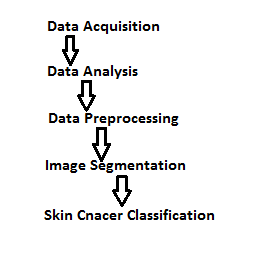 Data Acquisition
Data Analysis
Data Preprocessing
Image Segmentation
Skin Cnacer Classification